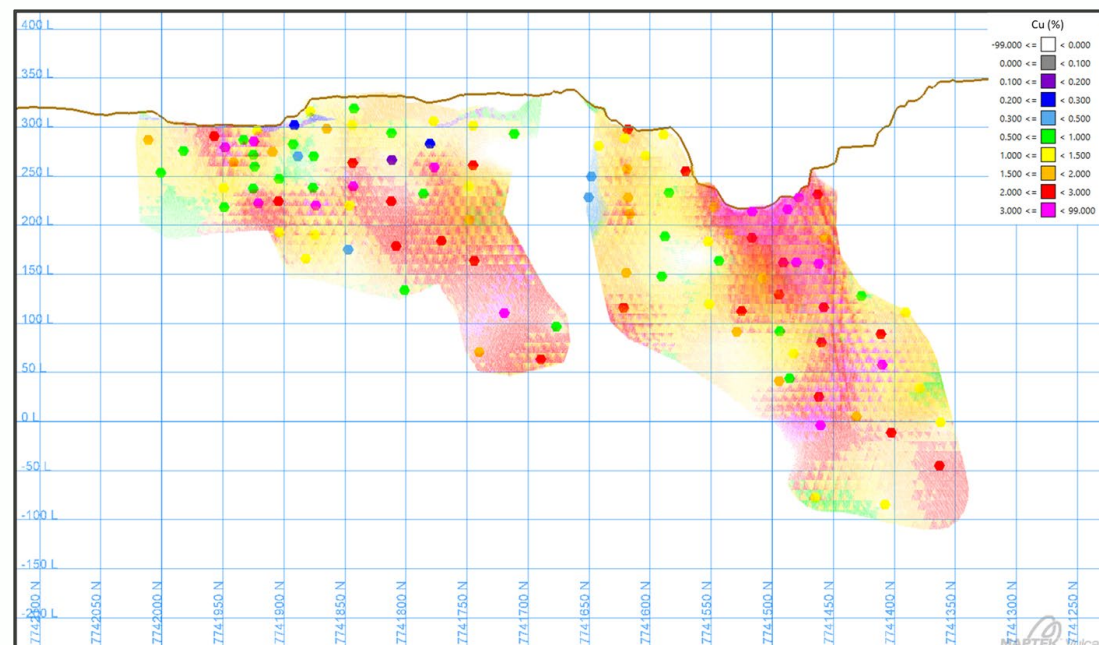 Cu (%)
-99.000 <= < 0.000
0.000 <= < 0.100
0.100 <= < 0.200
0.200 <= < 0.300
0.300 <= < 0.500
0.500 <= < 1.000
1.000 <= < 1.500
1.500 <= < 2.000
2.000 <= < 3.000
3.000 <= < 99.000
400 L
350 L
300 L
250 L
200 L
150 L
100 L
50 L
0 L
-50 L
-100 L
-150 L
-200 L
7742050 N
7742000 N
7741950 N
7741900 N
7741850 N
7741800 N
7741750 N
7741700 N
7741650 N
7741600 N
7741550 N
7741500 N
7741450 N
7741400 N
7741350 N
7741300 N
7741250 N